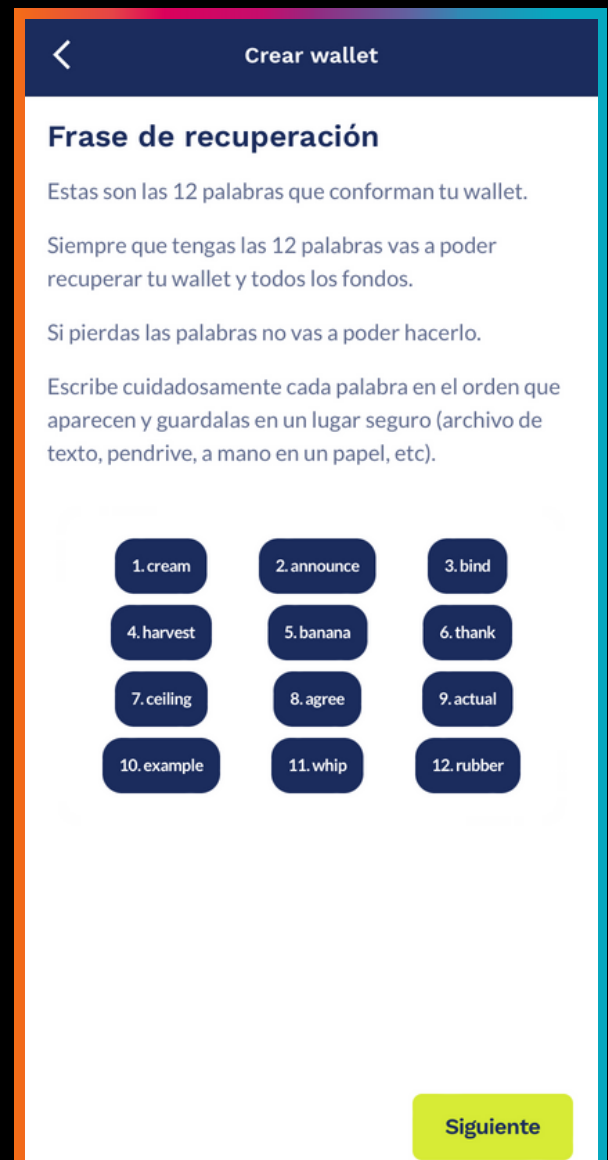 Crear wallet
Frase de recuperación
Estas son las 12 palabras que conforman tu wallet.
Siempre que tengas las 12 palabras vas a poder
recuperar tu wallet y todos los fondos.
Si pierdas las palabras no vas a poder hacerlo.
Escribe cuidadosamente cada palabra en el orden que
aparecen y guardalas en un lugar seguro (archivo de
texto, pendrive, a mano en un papel, etc).
1. cream 2. announce 3. bind
4. harvest 5. banana 6. thank
7. ceiling 8. agree 9. actual
10. example 11. whip 12. rubber
Siguiente